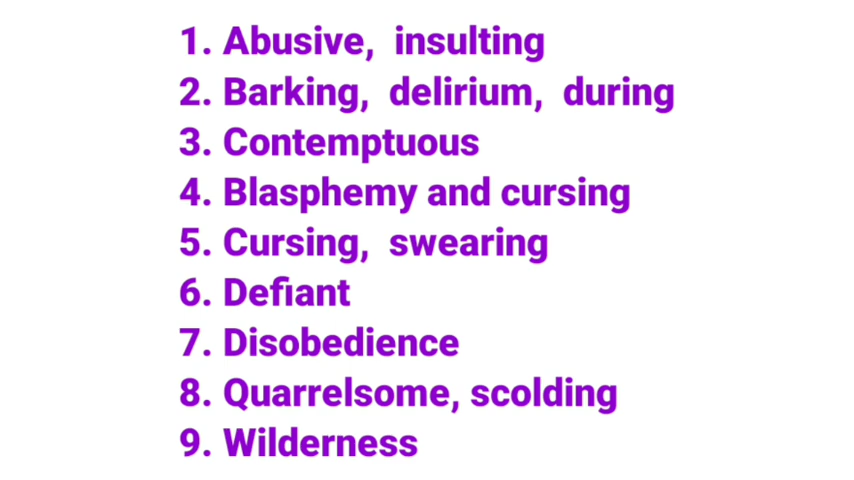 1. Abusive, insulting
2. Barking, delirium, during
3. Contemptuous
4. Blasphemy and cursing
5. Cursing, swearing
6. Defiant
7. Disobedience
8. Quarrelsome, scolding
9. Wilderness